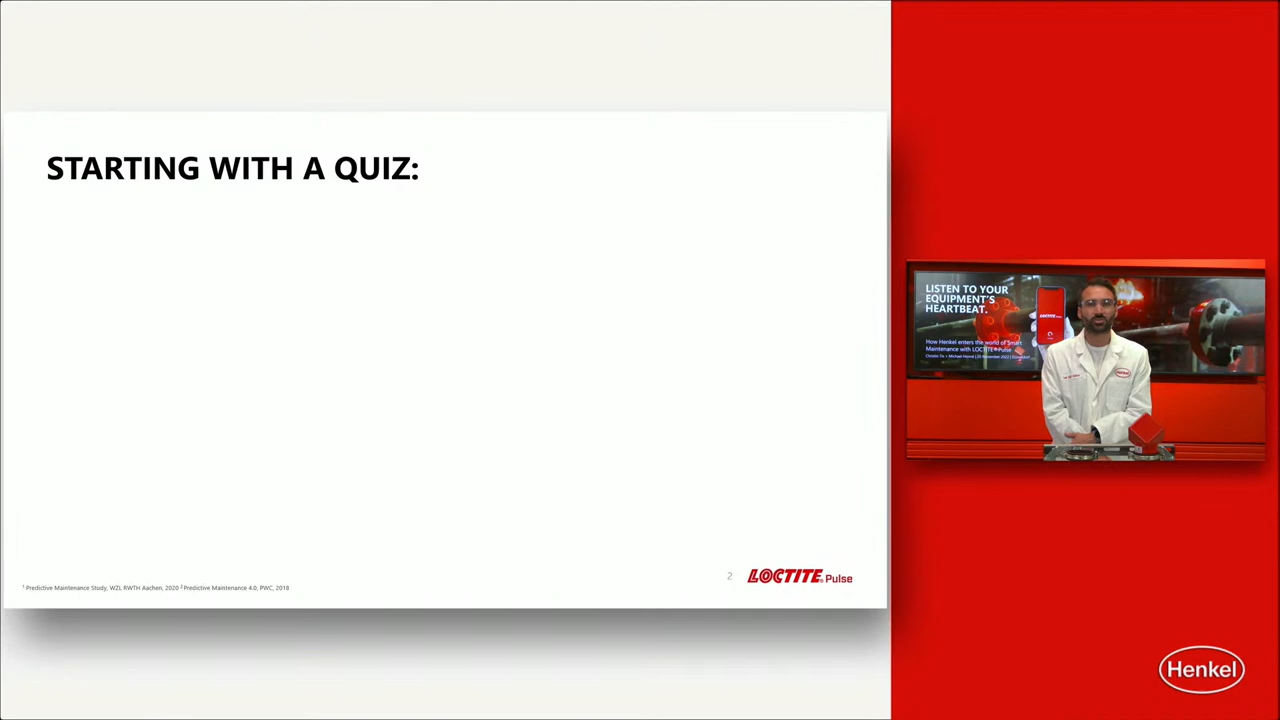 STARTING WITH A QUIZ:
¹ Predictive Maintenance Study, WZL RWTH Aachen, 2020 ² Predictive Maintenance 4.0, PWC, 2018
2
LOCTITE® Pulse
LISTEN TO YOUR
EQUIPMENT'S
HEARTBEAT.
How Henkel enters the world of Smart
Maintenance with LOCTITE® Pulse
LOCTITE
Henkel
Henkel